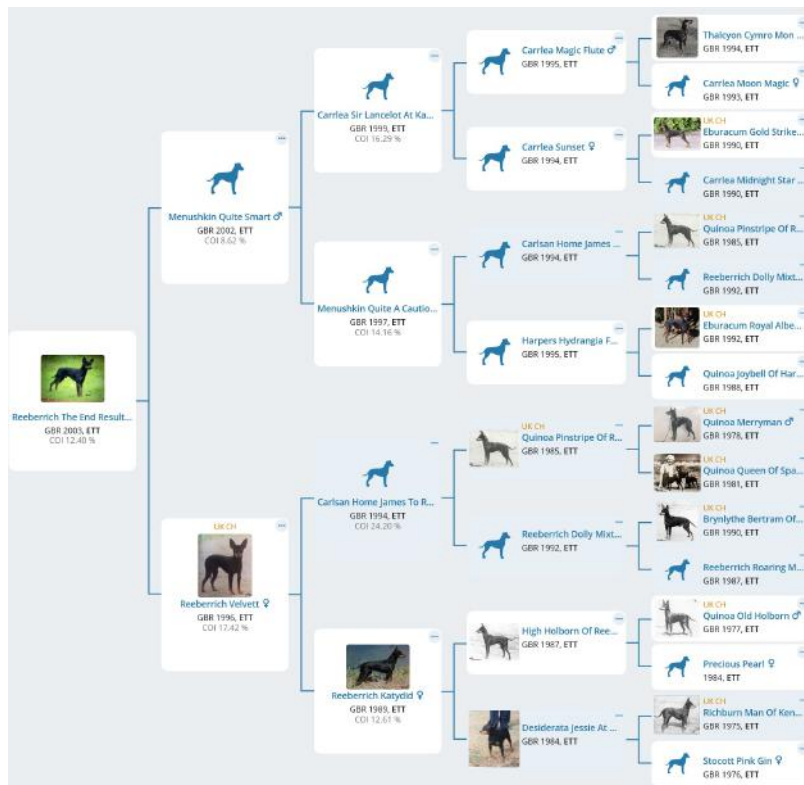 Reeberrich The End Result...
GBR 2003, ETT
COI 12.40 %
Menushkin Quite Smart ♂
GBR 2002, ETT
COI 8.62 %
UK CH
Reeberrich Velvett ♀
GBR 1996, ETT
COI 17.42 %
Carrlea Sir Lancelot At Ka...
GBR 1999, ETT
COI 16.29 %
Menushkin Quite A Cautio...
GBR 1997, ETT
COI 14.16 %
Carlsan Home James To R...
GBR 1994, ETT
COI 24.20 %
Reeberrich Katydid ♀
GBR 1989, ETT
COI 12.61 %
Carrlea Magic Flute ♂
GBR 1995, ETT
Carrlea Sunset ♀
GBR 1994, ETT
Carlsan Home James ...
GBR 1994, ETT
Harpers Hydrangia F...
GBR 1995, ETT
UK CH
Quinoa Pinstripe Of R...
GBR 1985, ETT
Reeberrich Dolly Mixt...
GBR 1992, ETT
High Holborn Of Ree...
GBR 1987, ETT
Desiderata Jessie At ...
GBR 1984, ETT
Thalcyon Cymro Mon ...
GBR 1994, ETT
Carrlea Moon Magic ♀
GBR 1993, ETT
UK CH
Eburacum Gold Strike...
GBR 1990, ETT
Carrlea Midnight Star ...
GBR 1990, ETT
UK CH
Quinoa Pinstripe Of R...
GBR 1985, ETT
Reeberrich Dolly Mixt...
GBR 1992, ETT
UK CH
Eburacum Royal Albe...
GBR 1992, ETT
Quinoa Joybell Of Har...
GBR 1988, ETT
UK CH
Quinoa Merryman ♂
GBR 1978, ETT
UK CH
Quinoa Queen Of Spa...
GBR 1981, ETT
UK CH
Brynlythe Bertram Of...
GBR 1990, ETT
Reeberrich Roaring M...
GBR 1987, ETT
UK CH
Quinoa Old Holborn ♂
GBR 1977, ETT
Precious Pearl ♀
1984, ETT
UK CH
Richburn Man Of Ken...
GBR 1975, ETT
Stocott Pink Gin ♀
GBR 1976, ETT